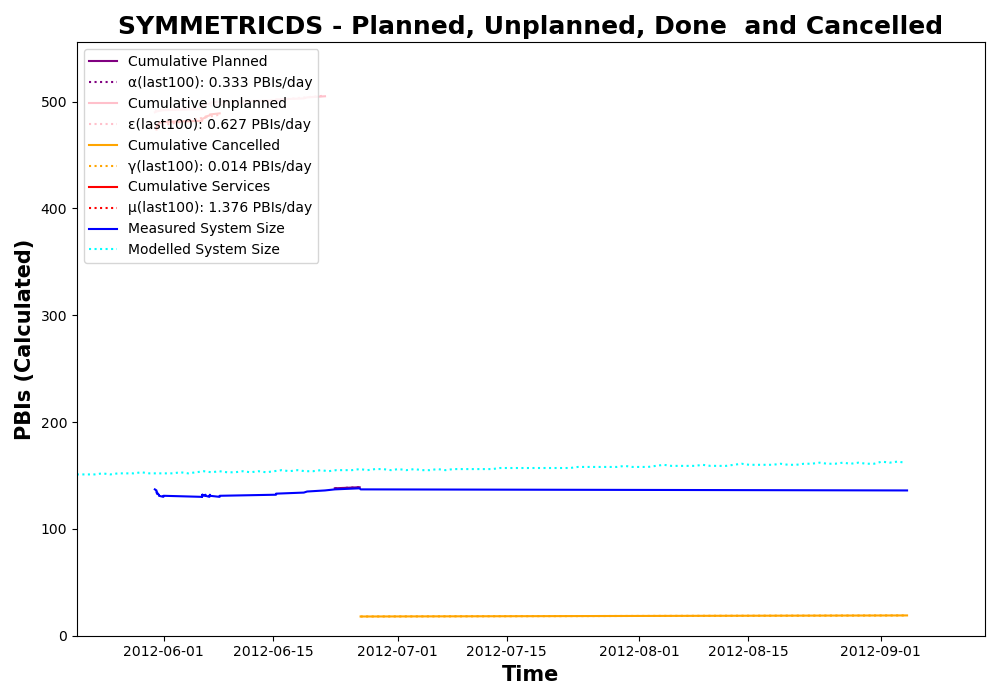 SYMMETRICDS - Planned, Unplanned, Done  and Cancelled
Cumulative Planned
α(last100): 0.333 PBIs/day
Cumulative Unplanned
ε(last100): 0.627 PBIs/day
Cumulative Cancelled
γ(last100): 0.014 PBIs/day
Cumulative Services
μ(last100): 1.376 PBIs/day
Measured System Size
Modelled System Size
PBIs (Calculated)
500
400
300
200
100
0
2012-06-01 2012-06-15 2012-07-01 2012-07-15 2012-08-01 2012-08-15 2012-09-01
Time